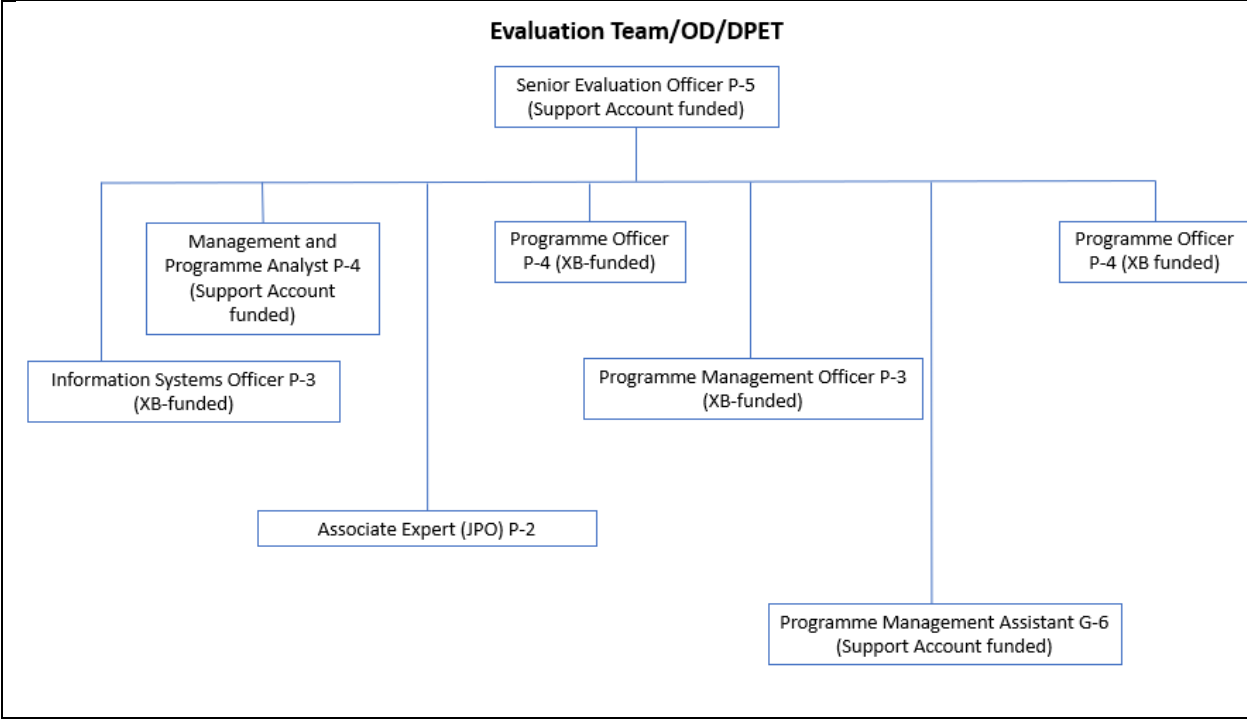 Evaluation Team/OD/DPET
Senior Evaluation Officer P-5
(Support Account funded)
Management and
Programme Analyst P-4
(Support Account
funded)
Programme Officer
P-4 (XB-funded)
Programme Officer
P-4 (XB funded)
Information Systems Officer P-3
(XB-funded)
Programme Management Officer P-3
(XB-funded)
Associate Expert (JPO) P-2
Programme Management Assistant G-6
(Support Account funded)